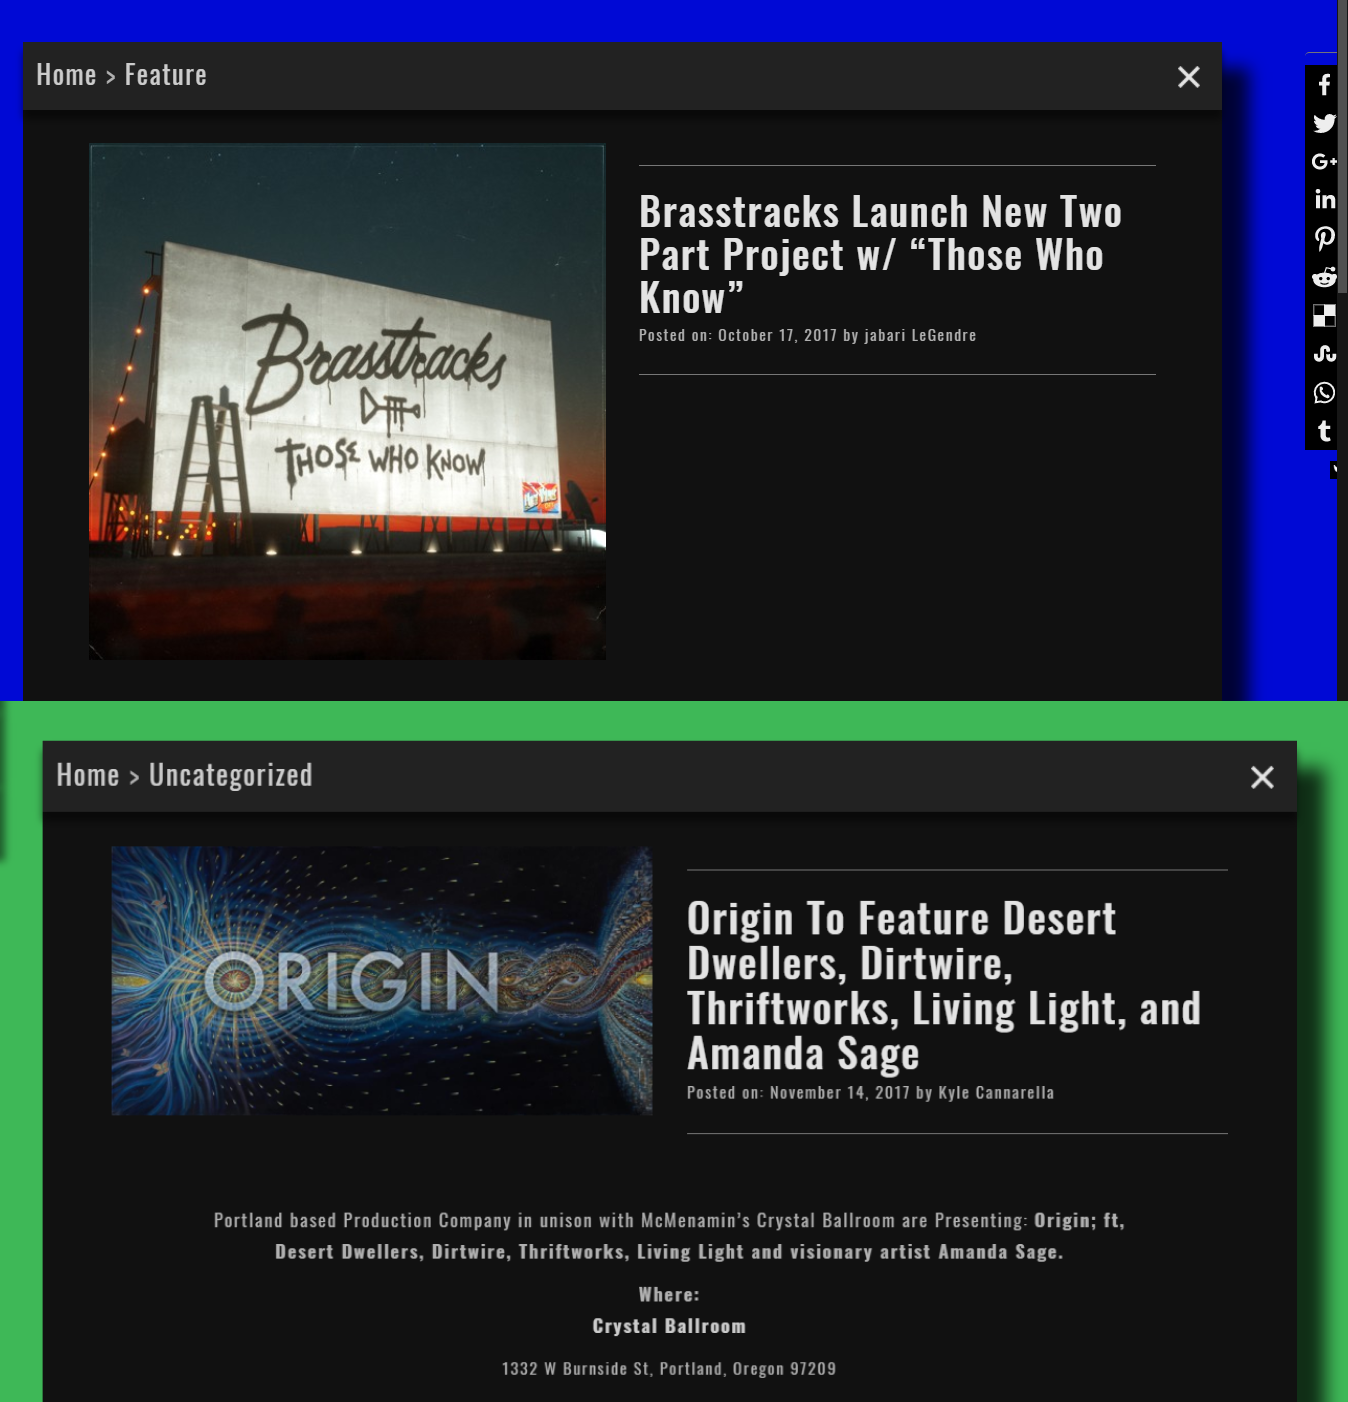 Home > Feature
Brasstracks
THOSE WHO KNOW
Brasstracks Launch New Two
Part Project w/ “Those Who
Know”
Posted on: October 17, 2017 by jabari LeGendre
Home > Uncategorized
ORIGIN
Origin To Feature Desert
Dwellers, Dirtwire,
Thriftworks, Living Light, and
Amanda Sage
Posted on: November 14, 2017 by Kyle Cannarella
Portland based Production Company in unison with McMenamin’s Crystal Ballroom are Presenting: Origin; ft,
Desert Dwellers, Dirtwire, Thriftworks, Living Light and visionary artist Amanda Sage.
Where:
Crystal Ballroom
1332 W Burnside St, Portland, Oregon 97209